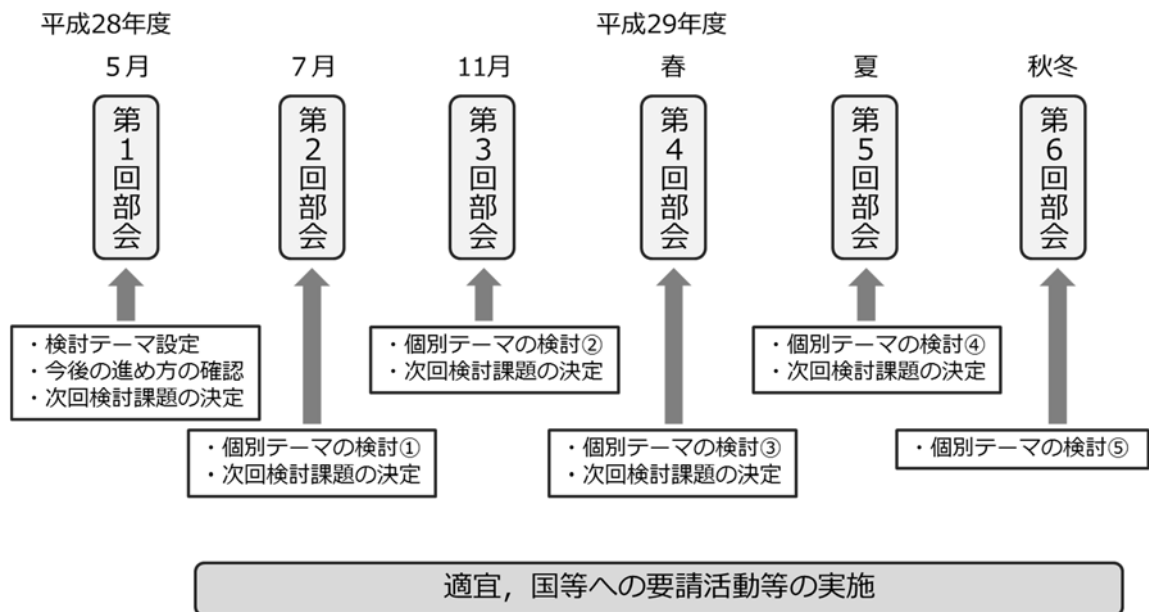 平成28年度
平成29年度
5月
7月
11月
春
夏
秋冬
第1回部会
第2回部会
第3回部会
第4回部会
第5回部会
第6回部会
・検討テーマ設定
・今後の進め方の確認
・次回検討課題の決定
・個別テーマの検討①
・次回検討課題の決定
・個別テーマの検討②
・次回検討課題の決定
・個別テーマの検討③
・次回検討課題の決定
・個別テーマの検討④
・次回検討課題の決定
・個別テーマの検討⑤
適宜，国等への要請活動等の実施